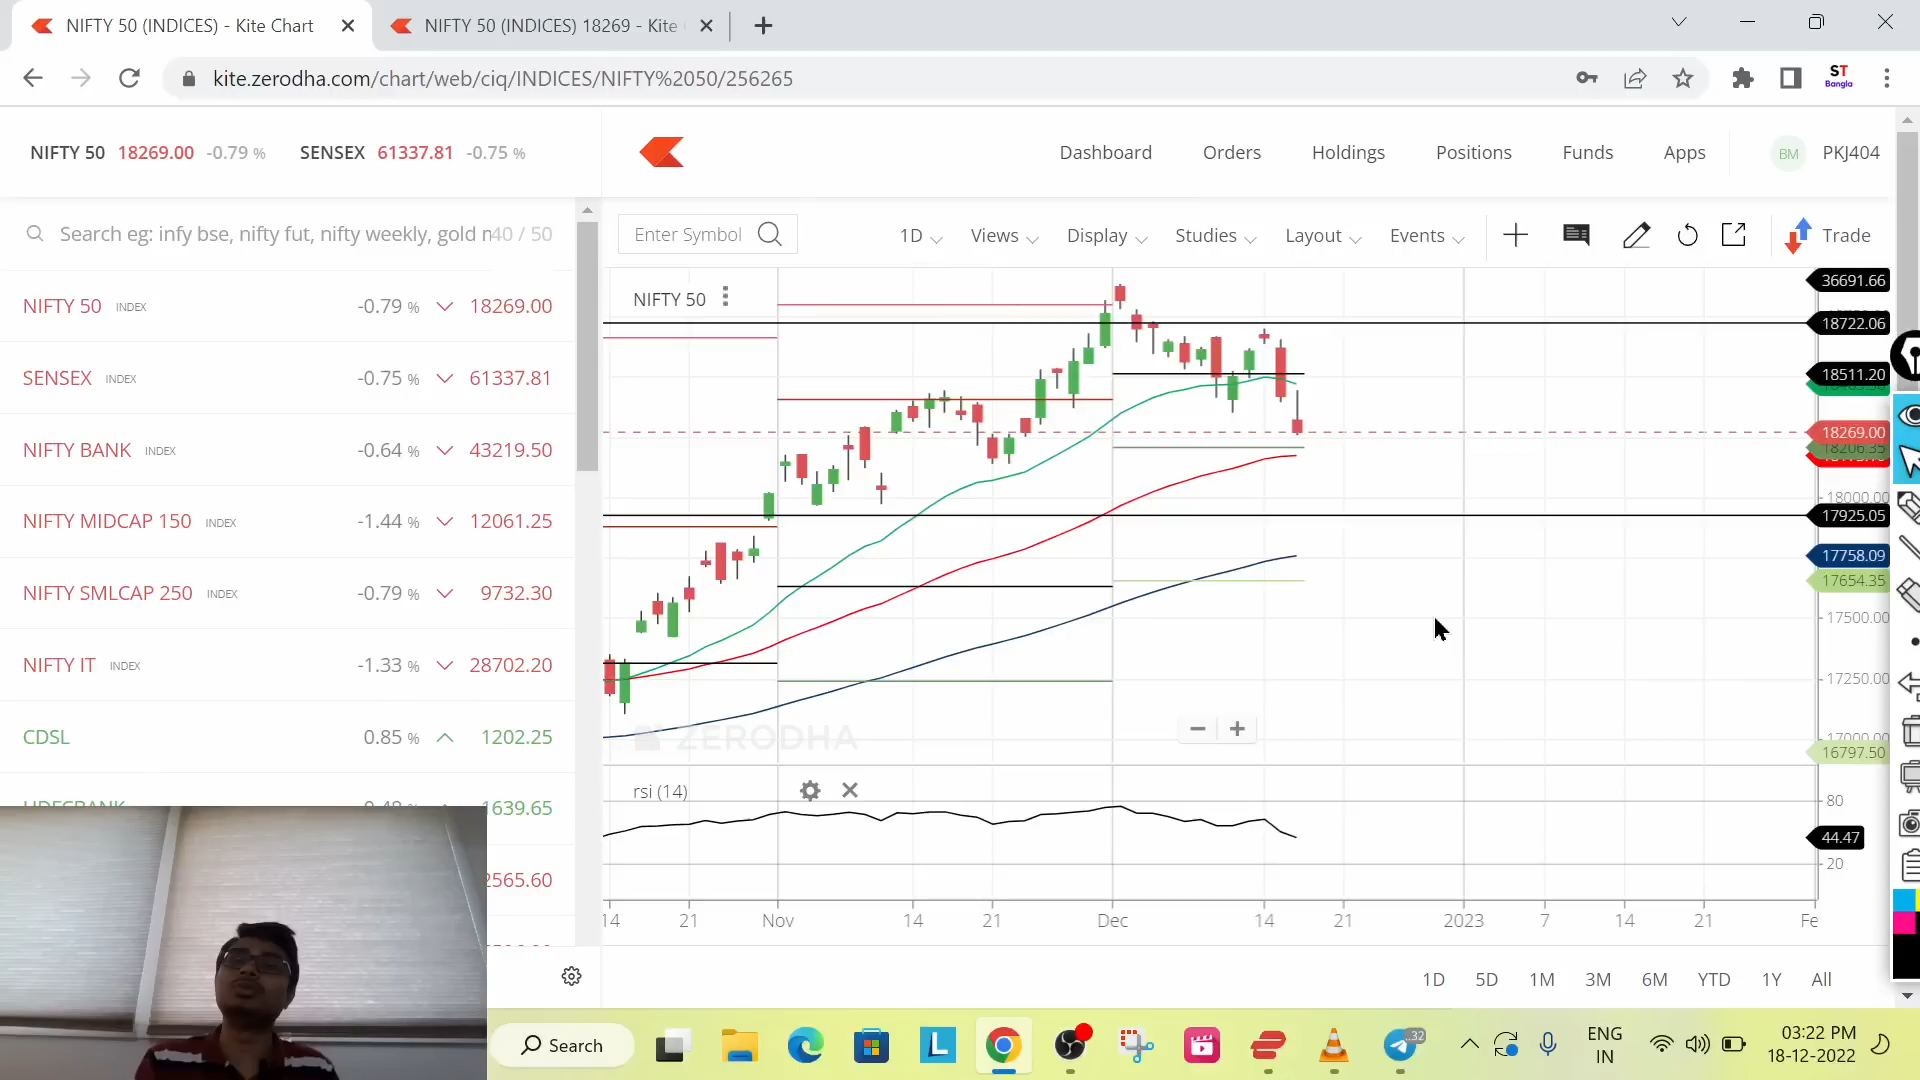 NIFTY 50 (INDICES) - Kite Chart
NIFTY 50 (INDICES) 18269 - Kite
kite.zerodha.com/chart/web/ciq/INDICES/NIFTY%2050/256265
ST
Bangla
NIFTY 50 18269.00 -0.79 % SENSEX 61337.81 -0.75 %
Dashboard Orders Holdings Positions Funds Apps BM PKJ404
Search eg: infy bse, nifty fut, nifty weekly, gold 40 / 50
Enter Symbol 1D Views Display Studies Layout Events Trade
NIFTY 50 INDEX -0.79 % 18269.00
SENSEX INDEX -0.75 % 61337.81
NIFTY BANK INDEX -0.64 % 43219.50
NIFTY MIDCAP 150 INDEX -1.44 % 12061.25
NIFTY SMLCAP 250 INDEX -0.79 % 9732.30
NIFTY IT INDEX -1.33 % 28702.20
CDSL 0.85 % 1202.25
1639.65
2565.60
NIFTY 50
36691.66
18722.06
18511.20
18269.00
18206.35
18000.00
17925.05
17758.09
17654.35
17500.00
17250.00
17000.00
16797.50
ZERODHA
rsi (14)
80
44.47
20
14 21 Nov 14 21 Dec 14 21 2023 7 14 21 Fe
1D 5D 1M 3M 6M YTD 1Y All
Search
L
32
ENG
IN
03:22 PM
18-12-2022